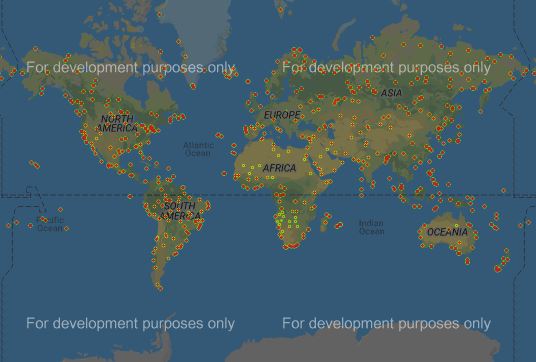 For development purposes only
For development purposes only
ASIA
EUROPE
NORTH
AMERICA
Atlantic
Ocean
AFRICA
SOUTH
AMERICA
Pacific
Ocean
Indian
Ocean
OCEANIA
For development purposes only
For development purposes only